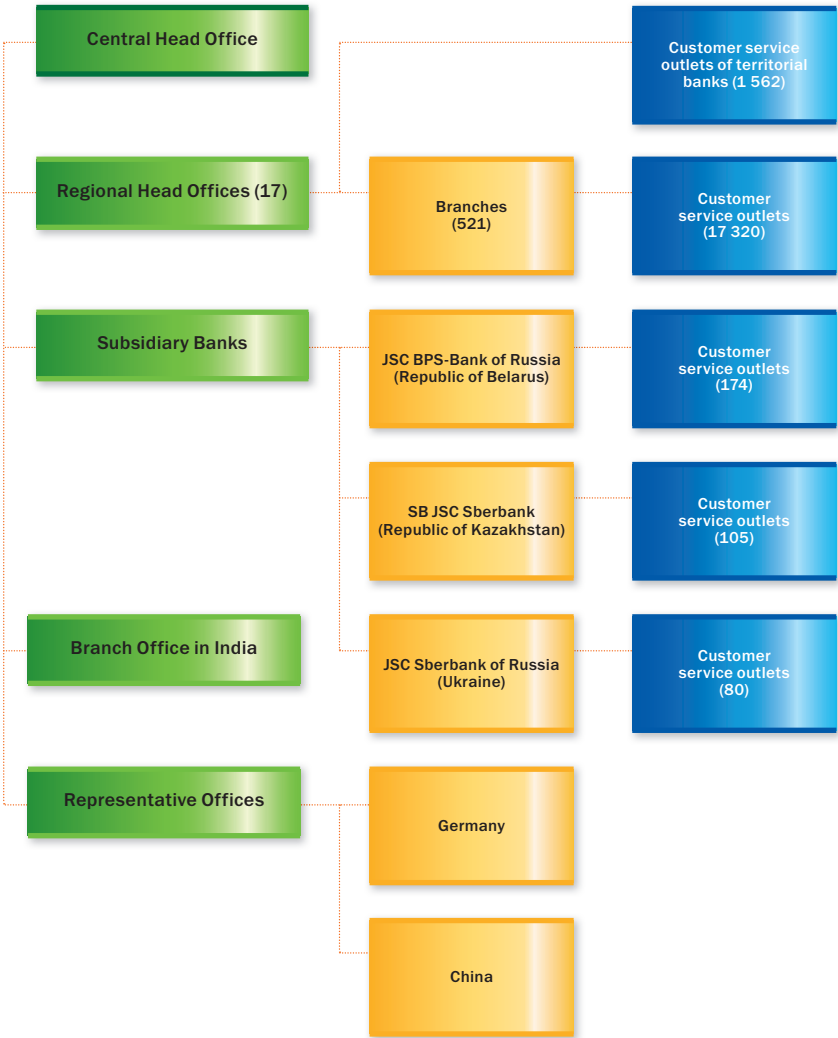 Central Head Office
Customer service
outlets of territorial
banks (1 562)
Regional Head Offices (17)
Branches
(521)
Customer
service outlets
(17 320)
Subsidiary Banks
JSC BPS-Bank of Russia
(Republic of Belarus)
Customer
service outlets
(174)
SB JSC Sberbank
(Republic of Kazakhstan)
Customer
service outlets
(105)
Branch Office in India
JSC Sberbank of Russia
(Ukraine)
Customer
service outlets
(80)
Representative Offices
Germany
China